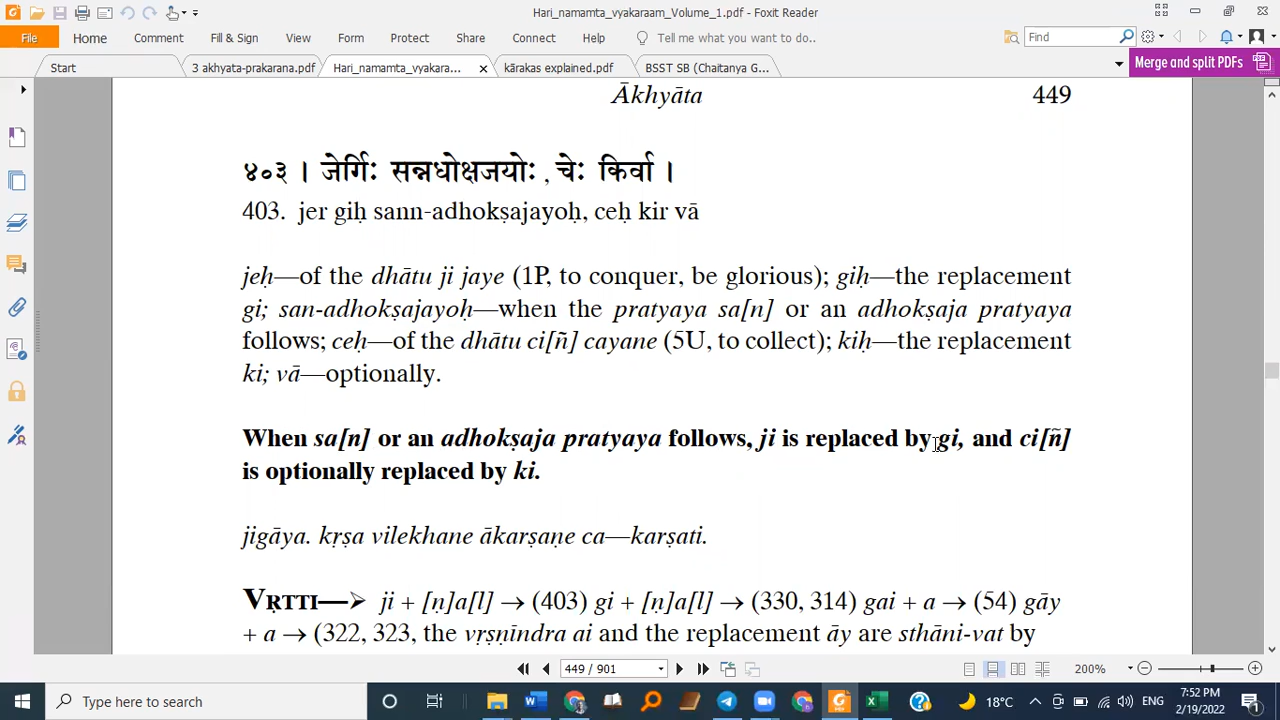 Hari_namamta_vyakaraam_Volume_1.pdf - Foxit Reader
File Home Comment Fill & Sign View Form Protect Share Connect Help Tell me what you want to do.. Find
Start 3 akhyata-prakarana.pdf Hari_namamta_vyakara... kārakas explained.pdf BSST SB (Chaitanya G... Merge and split PDFs
Ākhyāta 449
४०३ । जेर्गिः सन्नधोक्षजयोः , चेः किर्वा ।
403. jer giḥ sann-adhokṣajayoḥ, ceḥ kir vā
jeḥ—of the dhātu ji jaye (1P, to conquer, be glorious); giḥ—the replacement
gi; san-adhokṣajayoḥ—when the pratyaya sa[n] or an adhokṣaja pratyaya
follows; ceḥ—of the dhātu ci[ñ] cayane (5U, to collect); kiḥ—the replacement
ki; vā—optionally.
When sa[n] or an adhokṣaja pratyaya follows, ji is replaced by gi, and ci[ñ]
is optionally replaced by ki.
jigāya. kṛṣa vilekhane ākarṣaṇe ca—karṣati.
VṚTTI—➢ ji + [ṇ]a[l] → (403) gi + [ṇ]a[l] → (330, 314) gai + a → (54) gāy
+ a → (322, 323, the vṛṣṇīndra ai and the replacement āy are sthāni-vat by
449 / 901 200%
Type here to search 18°C ENG 7:52 PM
2/19/2022